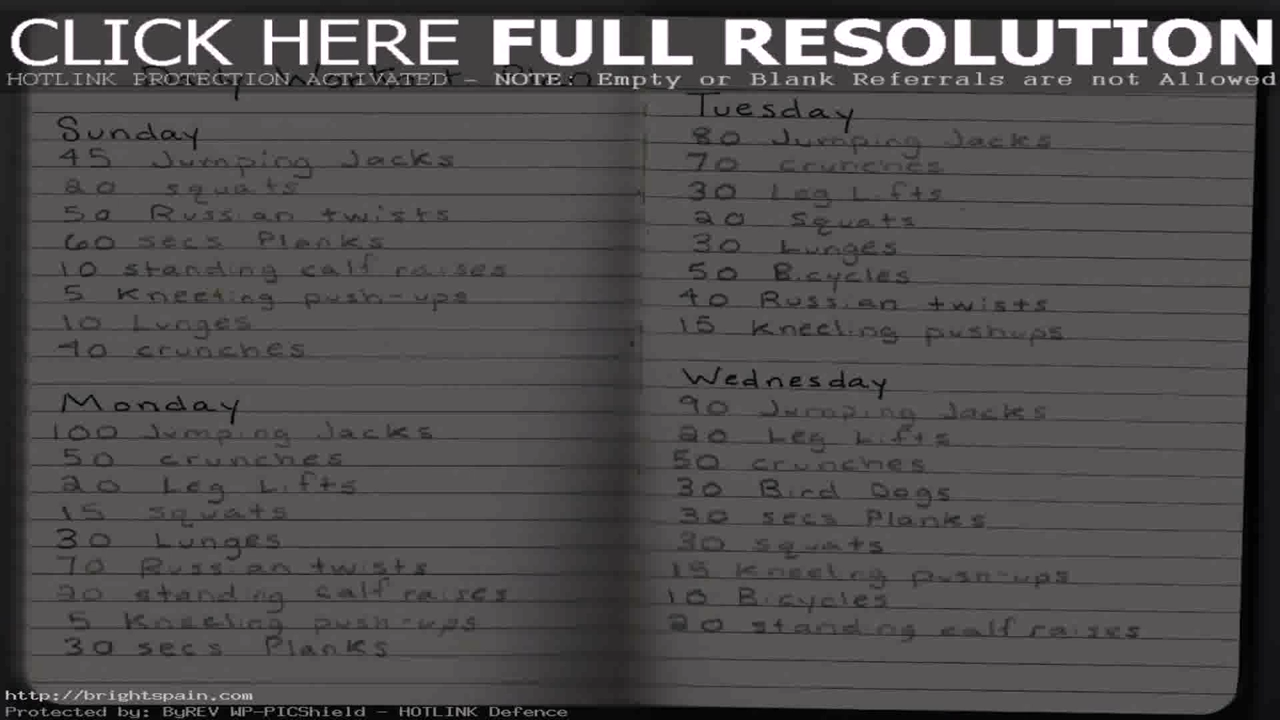 CLICK HERE FULL RESOLUTION
HOTLINK PROTECTION ACTIVATED – NOTE: Empty or Blank Referrals are not Allowed
Daily Workout Plan
Sunday
45 Jumping Jacks
20 squats
50 Russian twists
60 secs Planks
10 standing calf raises
5 Kneeling push-ups
10 Lunges
40 crunches
Monday
100 Jumping Jacks
50 crunches
20 Leg Lifts
15 squats
30 Lunges
70 Russian twists
20 standing calf raises
5 Kneeling push-ups
30 secs Planks
Tuesday
80 Jumping Jacks
70 crunches
30 Leg Lifts
20 Squats
30 Lunges
50 Bicycles
40 Russian twists
15 Kneeling pushups
Wednesday
90 Jumping Jacks
20 Leg Lifts
50 crunches
30 Bird Dogs
30 secs Planks
30 squats
15 Kneeling push-ups
10 Bicycles
20 standing calf raises
http://brightspain.com
Protected by: ByREV WP-PICShield – HOTLINK Defence